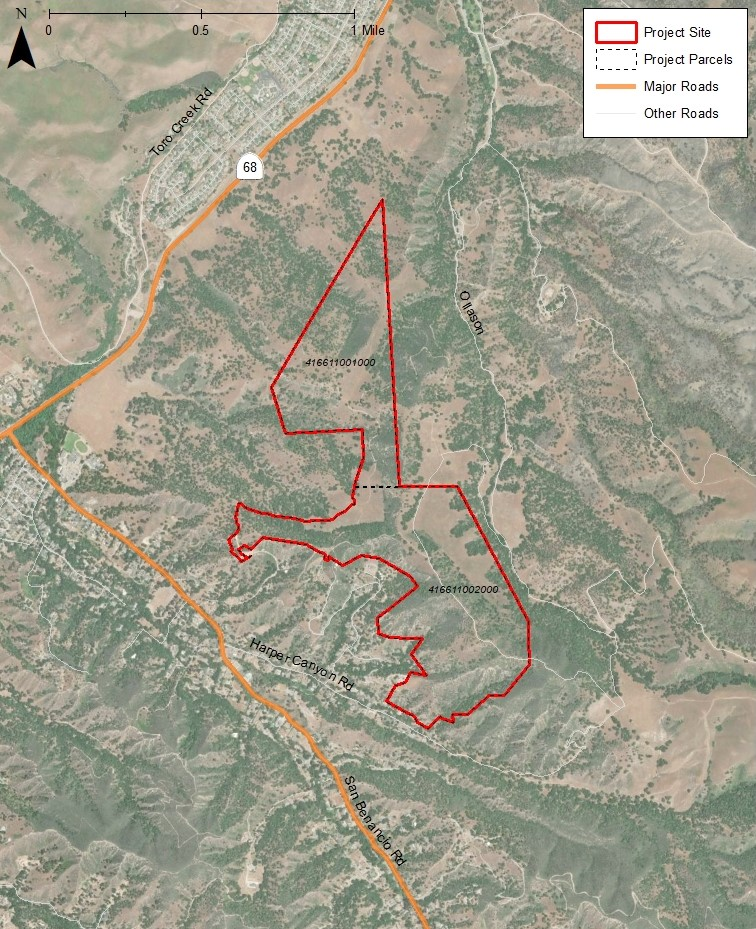 N
0
0.5
1 Mile
Project Site
Project Parcels
Major Roads
Other Roads
Toro Creek Rd
68
Ollason
416611001000
416611002000
Harper Canyon Rd
San Benancio Rd